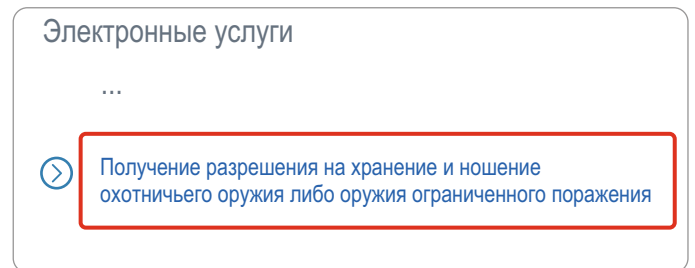 Электронные услуги
...
Получение разрешения на хранение и ношение
охотничьего оружия либо оружия ограниченного поражения